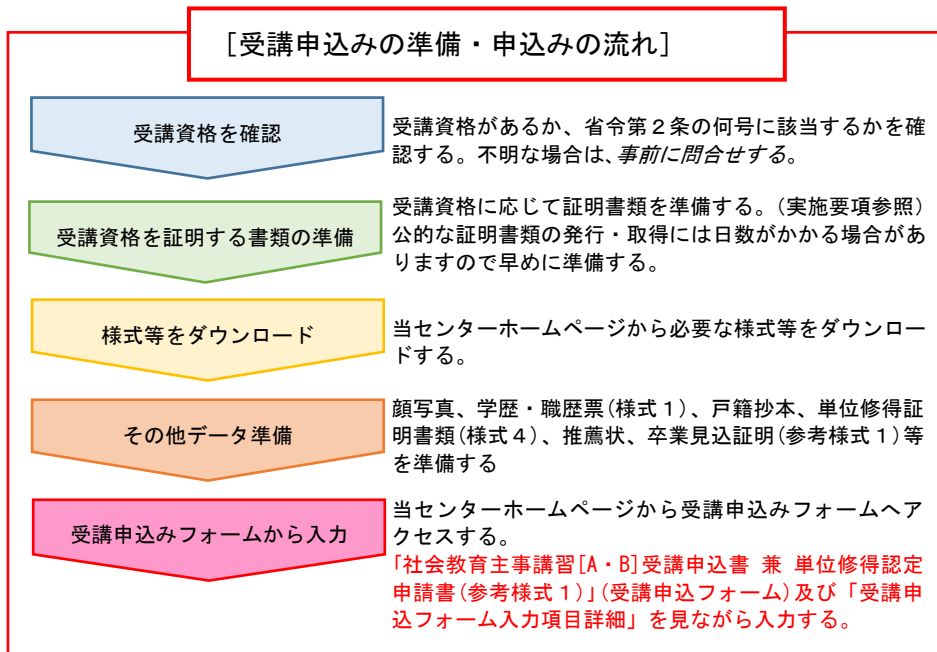 [受講申込みの準備・申込みの流れ]
受講資格を確認
受講資格があるか、省令第２条の何号に該当するかを確
認する。不明な場合は、事前に問合せする。
受講資格を証明する書類の準備
受講資格に応じて証明書類を準備する。(実施要項参照)
公的な証明書類の発行・取得には日数がかかる場合があ
りますので早めに準備する。
様式等をダウンロード
当センターホームページから必要な様式等をダウンロー
ドする。
その他データ準備
顔写真、学歴・職歴票(様式１)、戸籍抄本、単位修得証
明書類(様式４)、推薦状、卒業見込証明(参考様式１)等
を準備する
受講申込みフォームから入力
当センターホームページから受講申込みフォームへア
クセスする。
「社会教育主事講習[A・B]受講申込書 兼 単位修得認定
申請書(参考様式１)」(受講申込フォーム)及び「受講申
込フォーム入力項目詳細」を見ながら入力する。